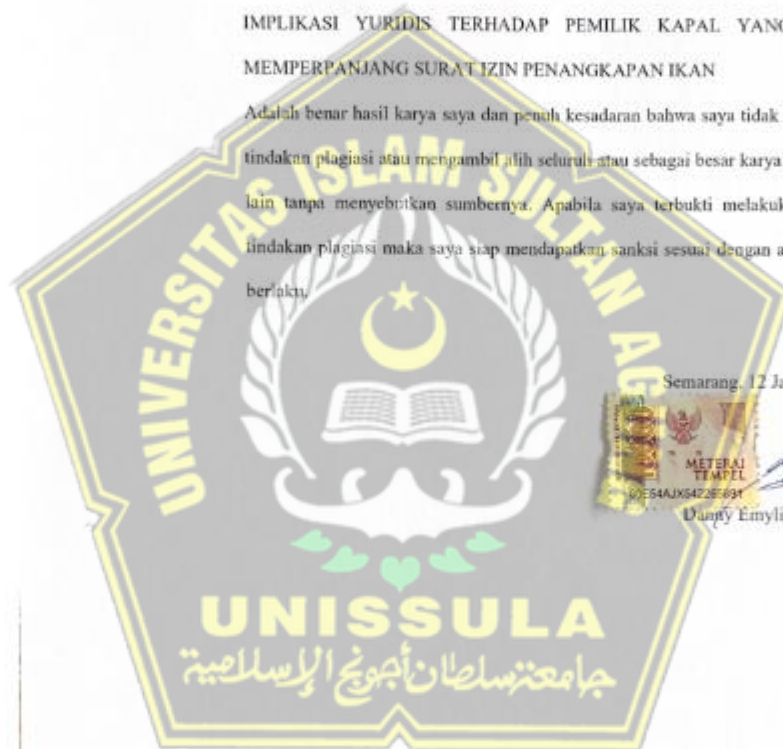 IMPLIKASI YURIDIS TERHADAP PEMILIK KAPAL YANG
MEMPERPANJANG SURAT IZIN PENANGKAPAN IKAN
Adalah benar hasil karya saya dan penuh kesadaran bahwa saya tidak
tindakan plagiasi atau mengambil alih seluruh atau sebagai besar karya
lain tanpa menyebutkan sumbernya. Apabila saya terbukti melakuk
tindakan plagiasi maka saya siap mendapatkan sanksi sesuai dengan a
berlaku.
UNIVERSITAS ISLAM SULTAN AG
Semarang, 12 Ja
METERAI
TEMPEL
Danny Emyli
UNISSULA
جامعة سلطان أجونج الإسلامية